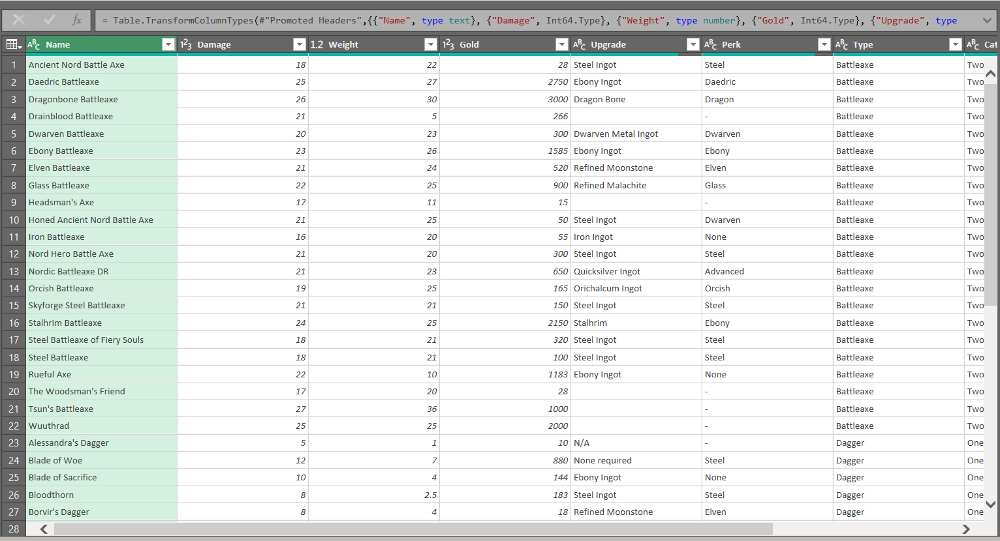 = Table.TransformColumnTypes(#"Promoted Headers",{{"Name", type text}, {"Damage", Int64.Type}, {"Weight", type number}, {"Gold", Int64.Type}, {"Upgrade", type
ABC Name 123 Damage 1.2 Weight 123 Gold ABC Upgrade ABC Perk ABC Type ABC Cat
1 Ancient Nord Battle Axe 18 22 28 Steel Ingot Steel Battleaxe Two
2 Daedric Battleaxe 25 27 2750 Ebony Ingot Daedric Battleaxe Two
3 Dragonbone Battleaxe 26 30 3000 Dragon Bone Dragon Battleaxe Two
4 Drainblood Battleaxe 21 5 266 - Battleaxe Two
5 Dwarven Battleaxe 20 23 300 Dwarven Metal Ingot Dwarven Battleaxe Two
6 Ebony Battleaxe 23 26 1585 Ebony Ingot Ebony Battleaxe Two
7 Elven Battleaxe 21 24 520 Refined Moonstone Elven Battleaxe Two
8 Glass Battleaxe 22 25 900 Refined Malachite Glass Battleaxe Two
9 Headsman's Axe 17 11 15 - Battleaxe Two
10 Honed Ancient Nord Battle Axe 21 25 50 Steel Ingot Dwarven Battleaxe Two
11 Iron Battleaxe 16 20 55 Iron Ingot None Battleaxe Two
12 Nord Hero Battle Axe 21 20 300 Steel Ingot Steel Battleaxe Two
13 Nordic Battleaxe DR 21 23 650 Quicksilver Ingot Advanced Battleaxe Two
14 Orcish Battleaxe 19 25 165 Orichalcum Ingot Orcish Battleaxe Two
15 Skyforge Steel Battleaxe 21 21 150 Steel Ingot Steel Battleaxe Two
16 Stalhrim Battleaxe 24 25 2150 Stalhrim Ebony Battleaxe Two
17 Steel Battleaxe of Fiery Souls 18 21 320 Steel Ingot Steel Battleaxe Two
18 Steel Battleaxe 18 21 100 Steel Ingot Steel Battleaxe Two
19 Rueful Axe 22 10 1183 Ebony Ingot None Battleaxe Two
20 The Woodsman's Friend 17 20 28 - Battleaxe Two
21 Tsun's Battleaxe 27 36 1000 - Battleaxe Two
22 Wuuthrad 25 25 2000 - Battleaxe Two
23 Alessandra's Dagger 5 1 10 N/A - Dagger One
24 Blade of Woe 12 7 880 None required Steel Dagger One
25 Blade of Sacrifice 10 4 144 Ebony Ingot None Dagger One
26 Bloodthorn 8 2.5 183 Steel Ingot Steel Dagger One
27 Borvir's Dagger 8 4 18 Refined Moonstone Elven Dagger One
28